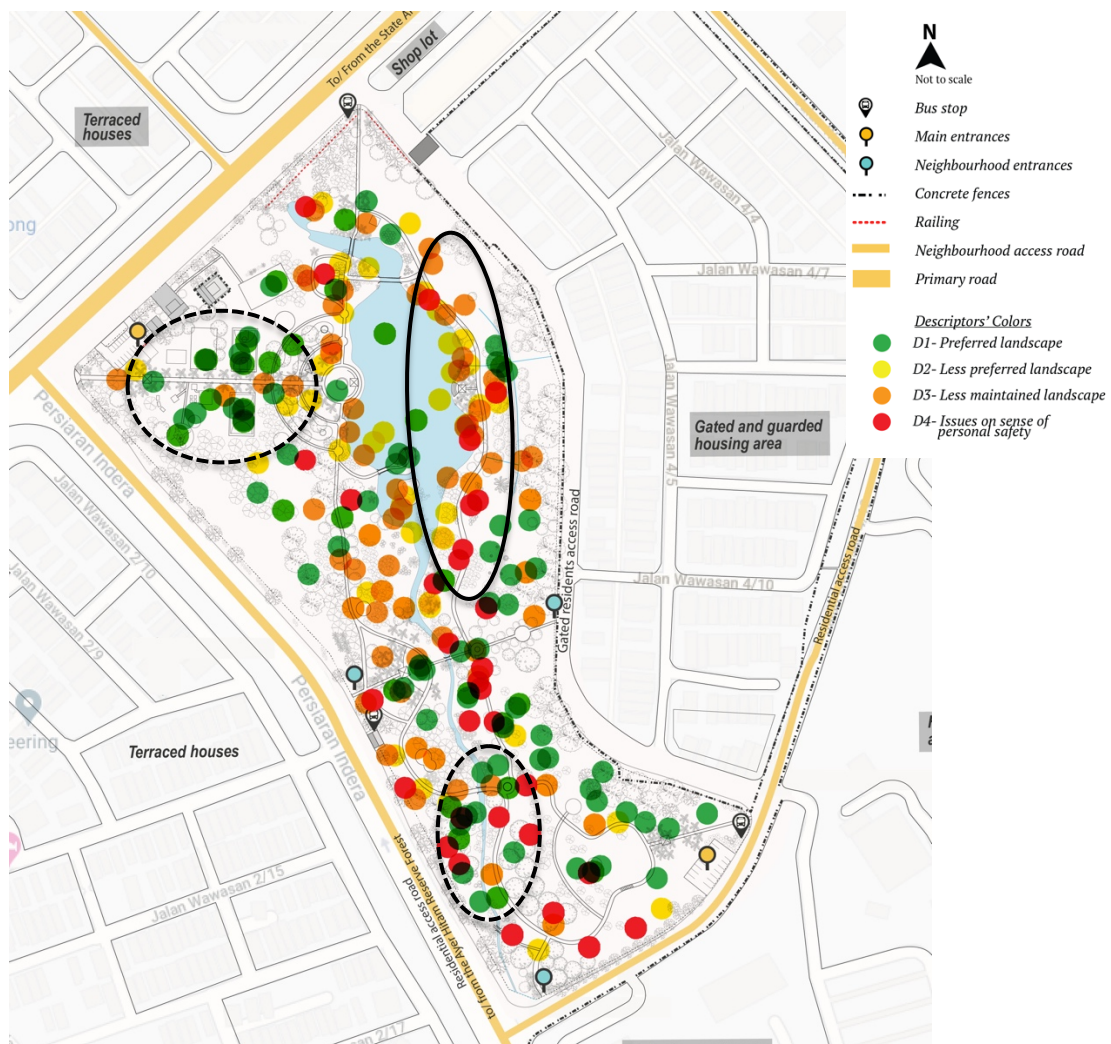 To/ From the State A
Shop lot
Terraced
houses
ong
Jalan Wawasan 4/4
Jalan Wawasan 4/7
Jalan Wawasan 4/5
Gated and guarded
housing area
Persiaran Indera
Jalan Wawasan 2/10
Gated residents access road
Jalan Wawasan 4/10
Residential access road
Jalan Wawasan 2/9
Persiaran Indera
eering
Terraced houses
a
Jalan Wawasan 2/15
Residential access road
to/from the Ayer Hitam Reserve Forest
Jalan Wawasan 2/17
N
Not to scale
Bus stop
Main entrances
Neighbourhood entrances
Concrete fences
Railing
Neighbourhood access road
Primary road
Descriptors' Colors
D1- Preferred landscape
D2- Less preferred landscape
D3- Less maintained landscape
D4- Issues on sense of
personal safety